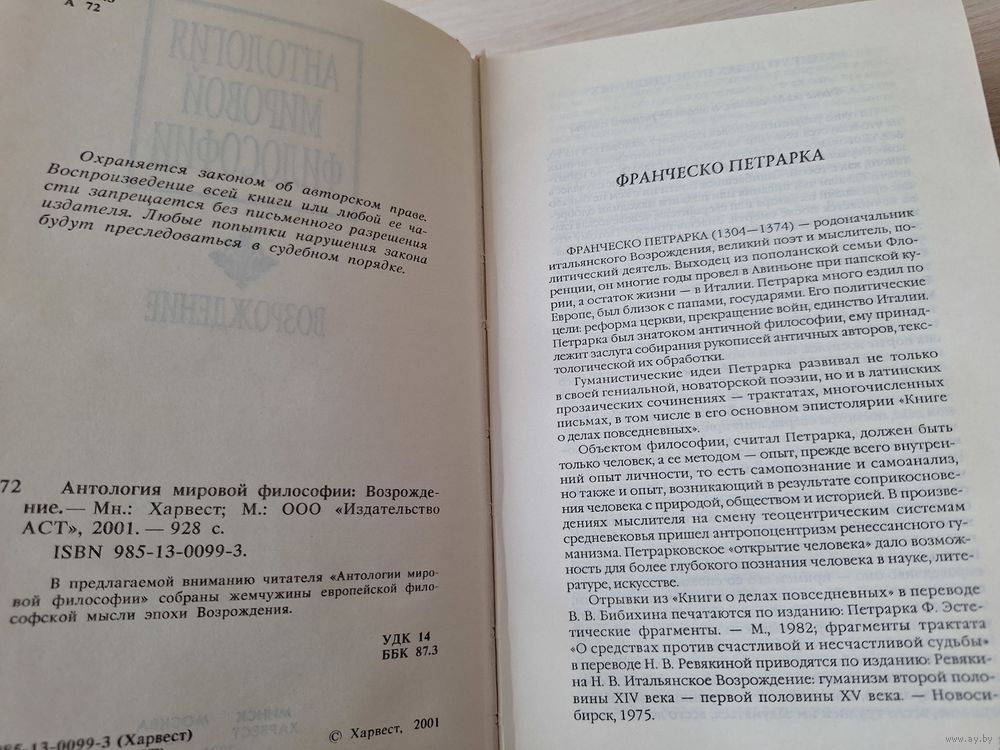 А 72
Охраняется законом об авторском праве.
Воспроизведение всей книги или любой ее ча-
сти запрещается без письменного разрешения
издателя. Любые попытки нарушения закона
будут преследоваться в судебном порядке.
АНТОЛОГИЯ
МИРОВОЙ
ФИЛОСОФИИ
ВОЗРОЖДЕНИЕ
72 Антология мировой философии: Возрожде-
ние.— Мн.: Харвест; М.: ООО «Издательство
АСТ», 2001. — 928 с.
ISBN 985-13-0099-3.
В предлагаемой вниманию читателя «Антологии миро-
вой философии» собраны жемчужины европейской фило-
софской мысли эпохи Возрождения.
УДК 14
ББК 87.3
МИНСК МОСКВА
ХАРВЕСТ
85-13-0099-3 (Харвест)
© Харвест, 2001
ФРАНЧЕСКО ПЕТРАРКА
ФРАНЧЕСКО ПЕТРАРКА (1304—1374) — родоначальник
итальянского Возрождения, великий поэт и мыслитель, по-
литический деятель. Выходец из пополанской семьи Фло-
ренции, он многие годы провел в Авиньоне при папской ку-
рии, а остаток жизни — в Италии. Петрарка много ездил по
Европе, был близок с папами, государями. Его политические
цели: реформа церкви, прекращение войн, единство Италии.
Петрарка был знатоком античной философии, ему принад-
лежит заслуга собирания рукописей античных авторов, текс-
тологической их обработки.
Гуманистические идеи Петрарка развивал не только
в своей гениальной, новаторской поэзии, но и в латинских
прозаических сочинениях — трактатах, многочисленных
письмах, в том числе в его основном эпистолярии «Книге
о делах повседневных».
Объектом философии, считал Петрарка, должен быть
только человек, а ее методом — опыт, прежде всего внутрен-
ний опыт личности, то есть самопознание и самоанализ,
но также и опыт, возникающий в результате соприкоснове-
ния человека с природой, обществом и историей. В произве-
дениях мыслителя на смену теоцентрическим системам
средневековья пришел антропоцентризм ренессансного гу-
манизма. Петрарковское «открытие человека» дало возмож-
ность для более глубокого познания человека в науке, лите-
ратуре, искусстве.
Отрывки из «Книги о делах повседневных» в переводе
В. В. Бибихина печатаются по изданию: Петрарка Ф. Эсте-
тические фрагменты. — М., 1982; фрагменты трактата
«О средствах против счастливой и несчастливой судьбы»
в переводе Н. В. Ревякиной приводятся по изданию: Ревяки-
на Н. В. Итальянское Возрождение: гуманизм второй поло-
вины XIV века — первой половины XV века. — Новоси-
бирск, 1975.
www.ay.by